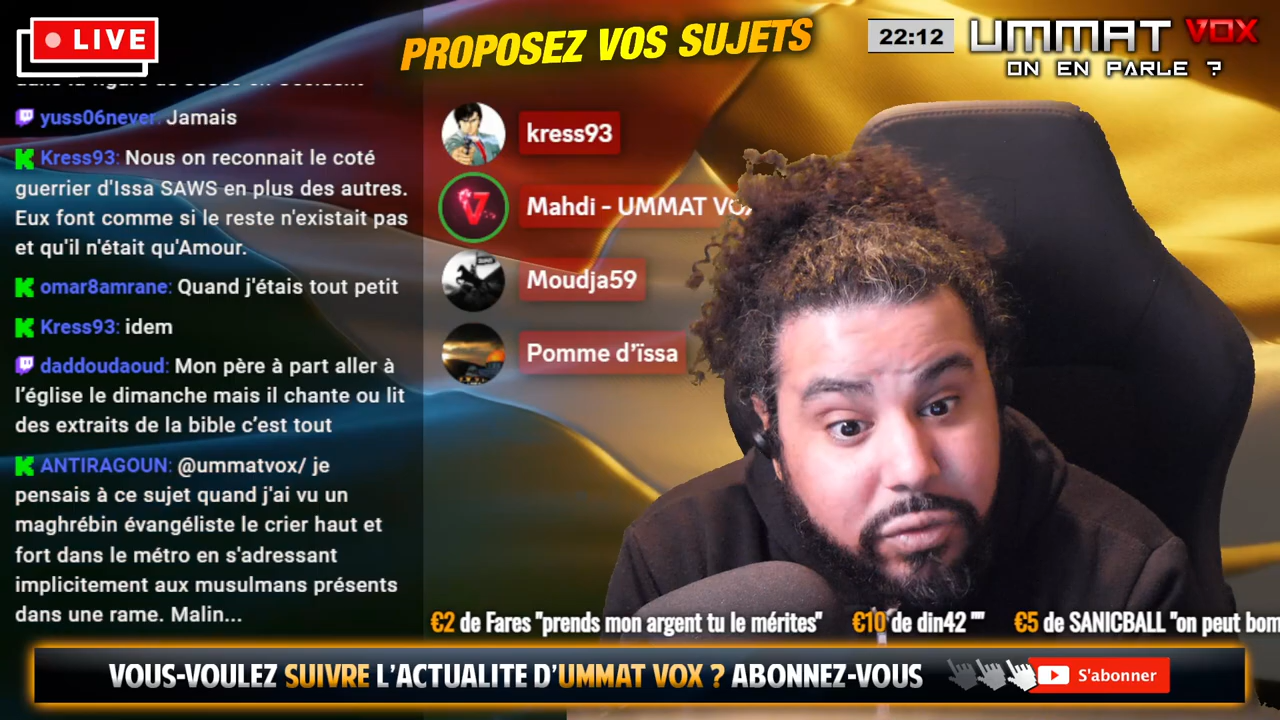 LIVE
PROPOSEZ VOS SUJETS
22:12
UMMAT VOX
ON EN PARLE ?
yuss06never: Jamais
Kress93: Nous on reconnait le coté
guerrier d'Issa SAWS en plus des autres.
Eux font comme si le reste n'existait pas
et qu'il n'était qu'Amour.
omar8amrane: Quand j'étais tout petit
Kress93: idem
daddoudaoud: Mon père à part aller à
l’église le dimanche mais il chante ou lit
des extraits de la bible c’est tout
ANTIRAGOUN: @ummatvox/ je
pensais à ce sujet quand j'ai vu un
maghrébin évangéliste le crier haut et
fort dans le métro en s'adressant
implicitement aux musulmans présents
dans une rame. Malin...
kress93
Mahdi - UMMAT VOX
Moudja59
Pomme d’ïssa
€2 de Fares "prends mon argent tu le mérites" €10 de din42 "" €5 de SANICBALL "on peut bom
VOUS-VOULEZ SUIVRE L'ACTUALITE D'UMMAT VOX ? ABONNEZ-VOUS
S'abonner